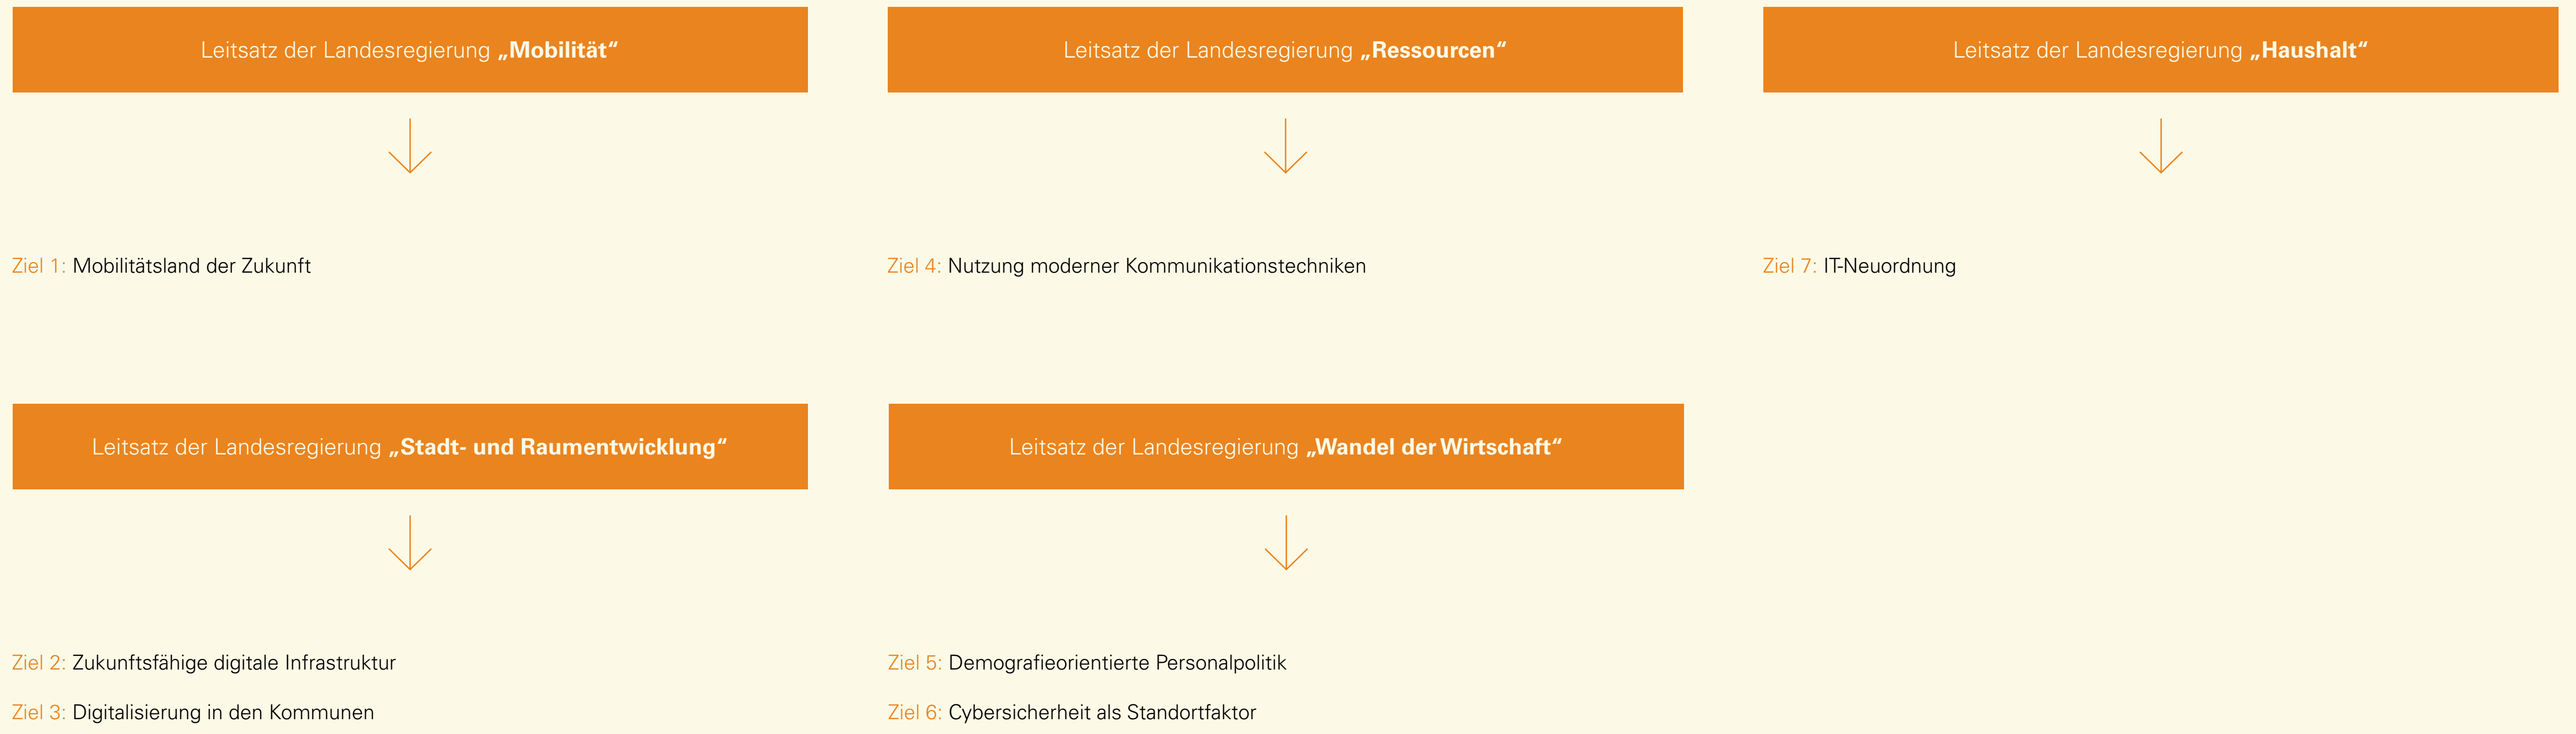 Leitsatz der Landesregierung „Mobilität“
Ziel 1: Mobilitätsland der Zukunft
Leitsatz der Landesregierung „Stadt- und Raumentwicklung“
Ziel 2: Zukunftsfähige digitale Infrastruktur
Ziel 3: Digitalisierung in den Kommunen
Leitsatz der Landesregierung „Ressourcen“
Ziel 4: Nutzung moderner Kommunikationstechniken
Leitsatz der Landesregierung „Wandel der Wirtschaft“
Ziel 5: Demografieorientierte Personalpolitik
Ziel 6: Cybersicherheit als Standortfaktor
Leitsatz der Landesregierung „Haushalt“
Ziel 7: IT-Neuordnung